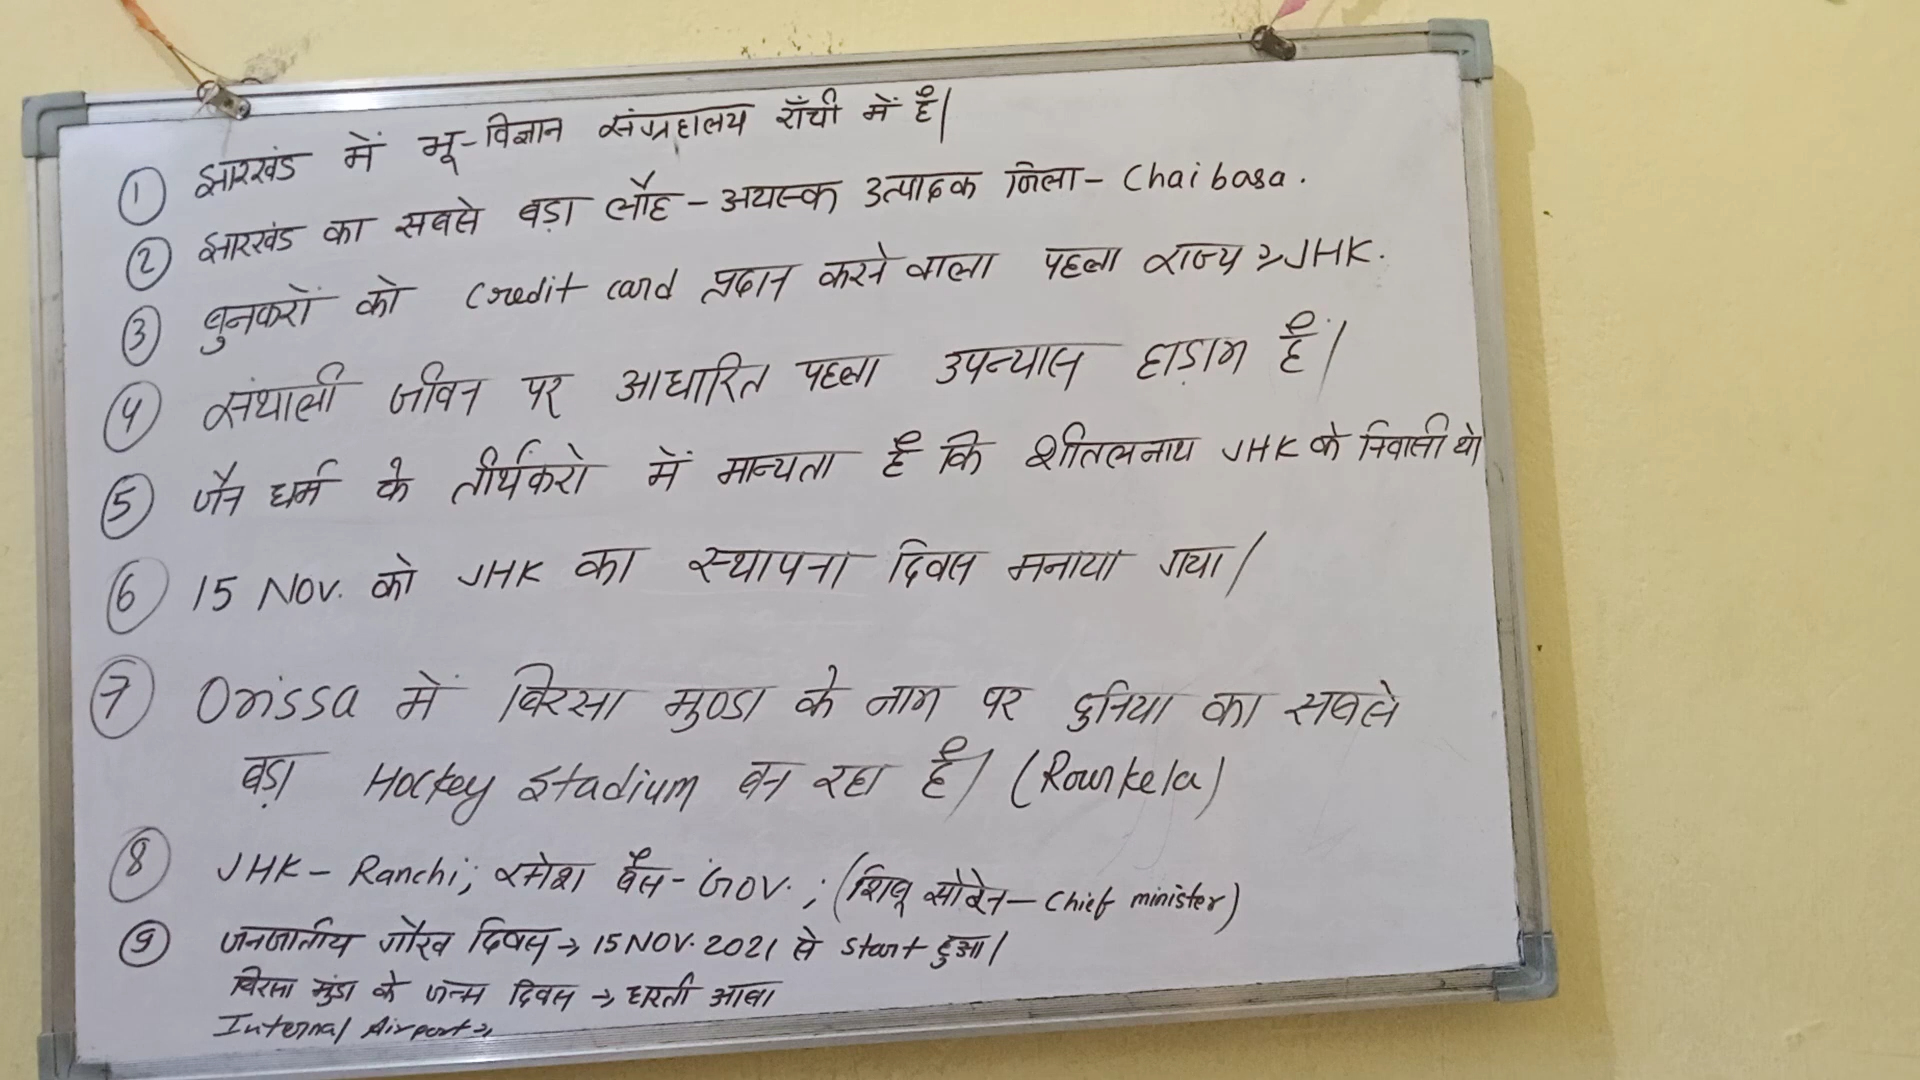 ① झारखंड में भू-विज्ञान संग्रहालय राँची में है।
② झारखंड का सबसे बड़ा लौह-अयस्क उत्पादक जिला- Chaibasa.
③ बुनकरों को Credit card प्रदान करने वाला पहला राज्य => JHK.
④ संथाली जीवन पर आधारित पहला उपन्यास हाड़ाम है।
⑤ जैन धर्म के तीर्थकरो में मान्यता है कि शीतलनाथ JHK के निवासी थे।
⑥ 15 NOV. को JHK का स्थापना दिवस मनाया गया।
⑦ Orissa में बिरसा मुण्डा के नाम पर दुनिया का सबसे
बड़ा Hockey Stadium बन रहा है। (Rourkela)
⑧ JHK - Ranchi; रमेश बैस - Gov. ; (शिबू सोरेन - Chief minister)
⑨ जनजातीय गौरव दिवस → 15 NOV. 2021 से start हुआ।
बिरसा मुंडा के जन्म दिवस → धरती आबा
Internal Airport →